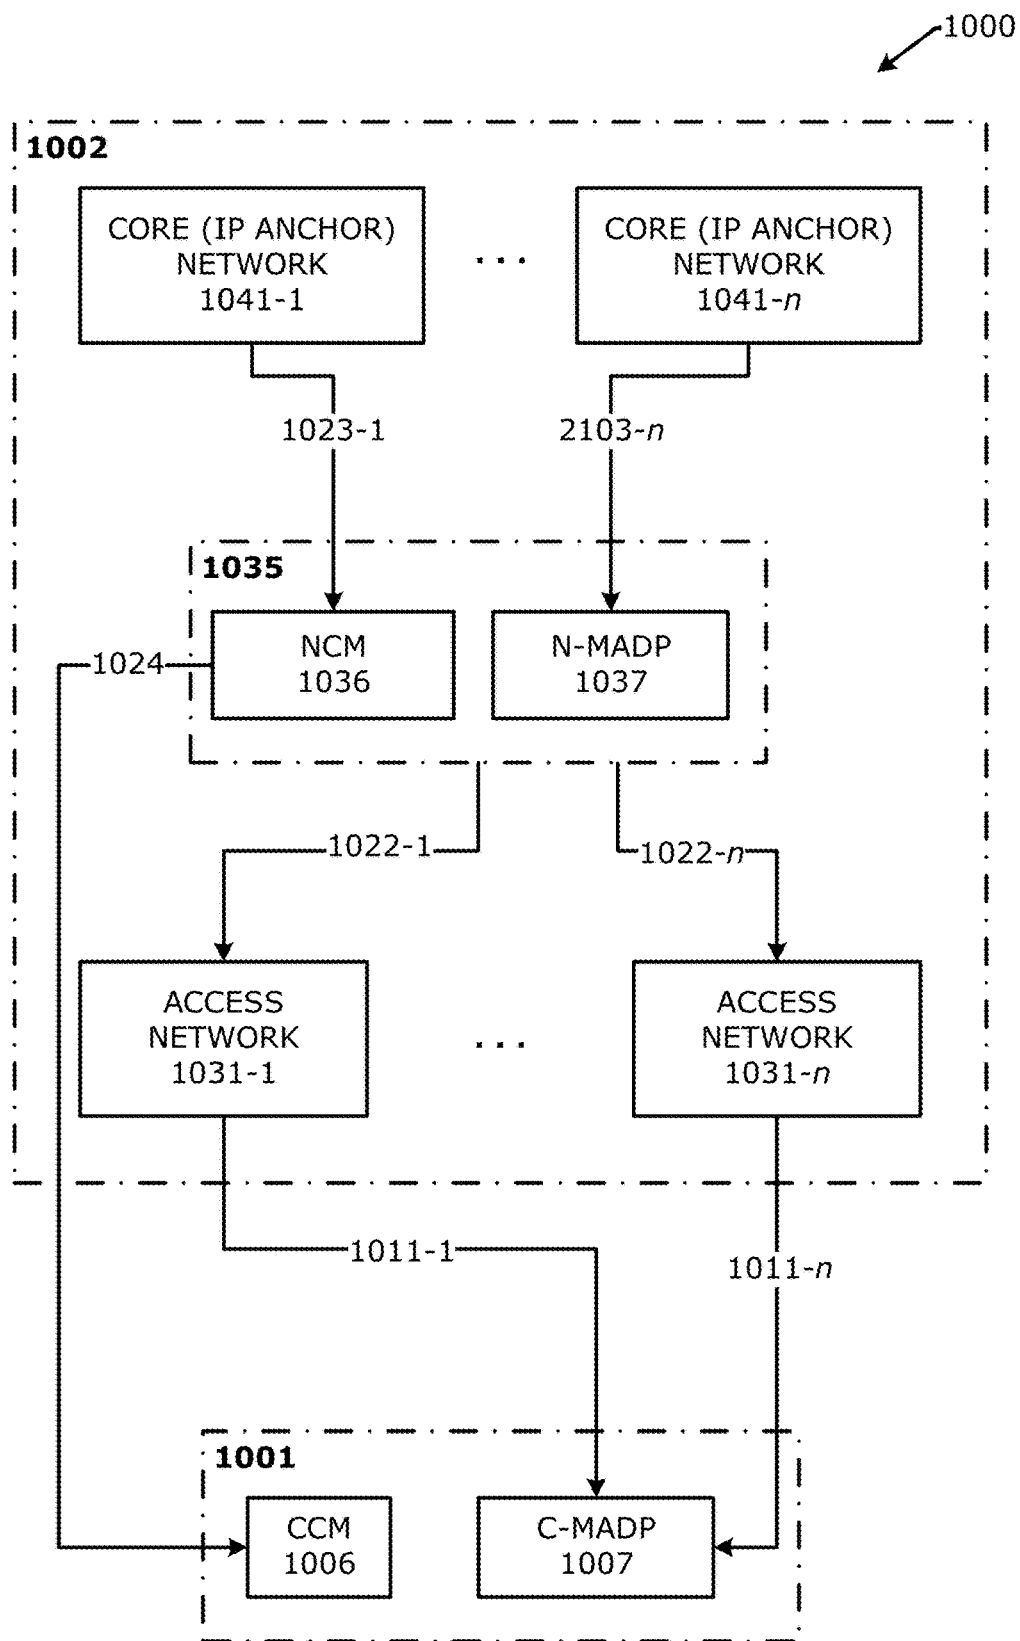 1000
1002
CORE (IP ANCHOR)
NETWORK
1041-1
...
CORE (IP ANCHOR)
NETWORK
1041-n
1023-1
2103-n
1035
NCM
1036
N-MADP
1037
1024
1022-1
1022-n
ACCESS
NETWORK
1031-1
...
ACCESS
NETWORK
1031-n
1011-1
1011-n
1001
CCM
1006
C-MADP
1007